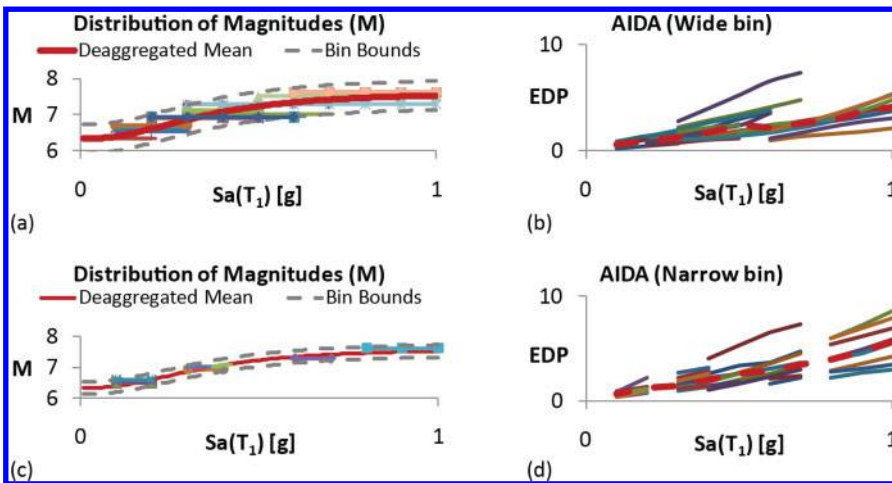 Distribution of Magnitudes (M)
Deaggregated Mean
Bin Bounds
M
8
7
6
0
1
Sa(T1) [g]
(a)
AIDA (Wide bin)
EDP
10
0
0
1
Sa(T1) [g]
(b)
Distribution of Magnitudes (M)
Deaggregated Mean
Bin Bounds
M
8
7
6
0
1
Sa(T1) [g]
(c)
AIDA (Narrow bin)
EDP
10
0
0
1
Sa(T1) [g]
(d)